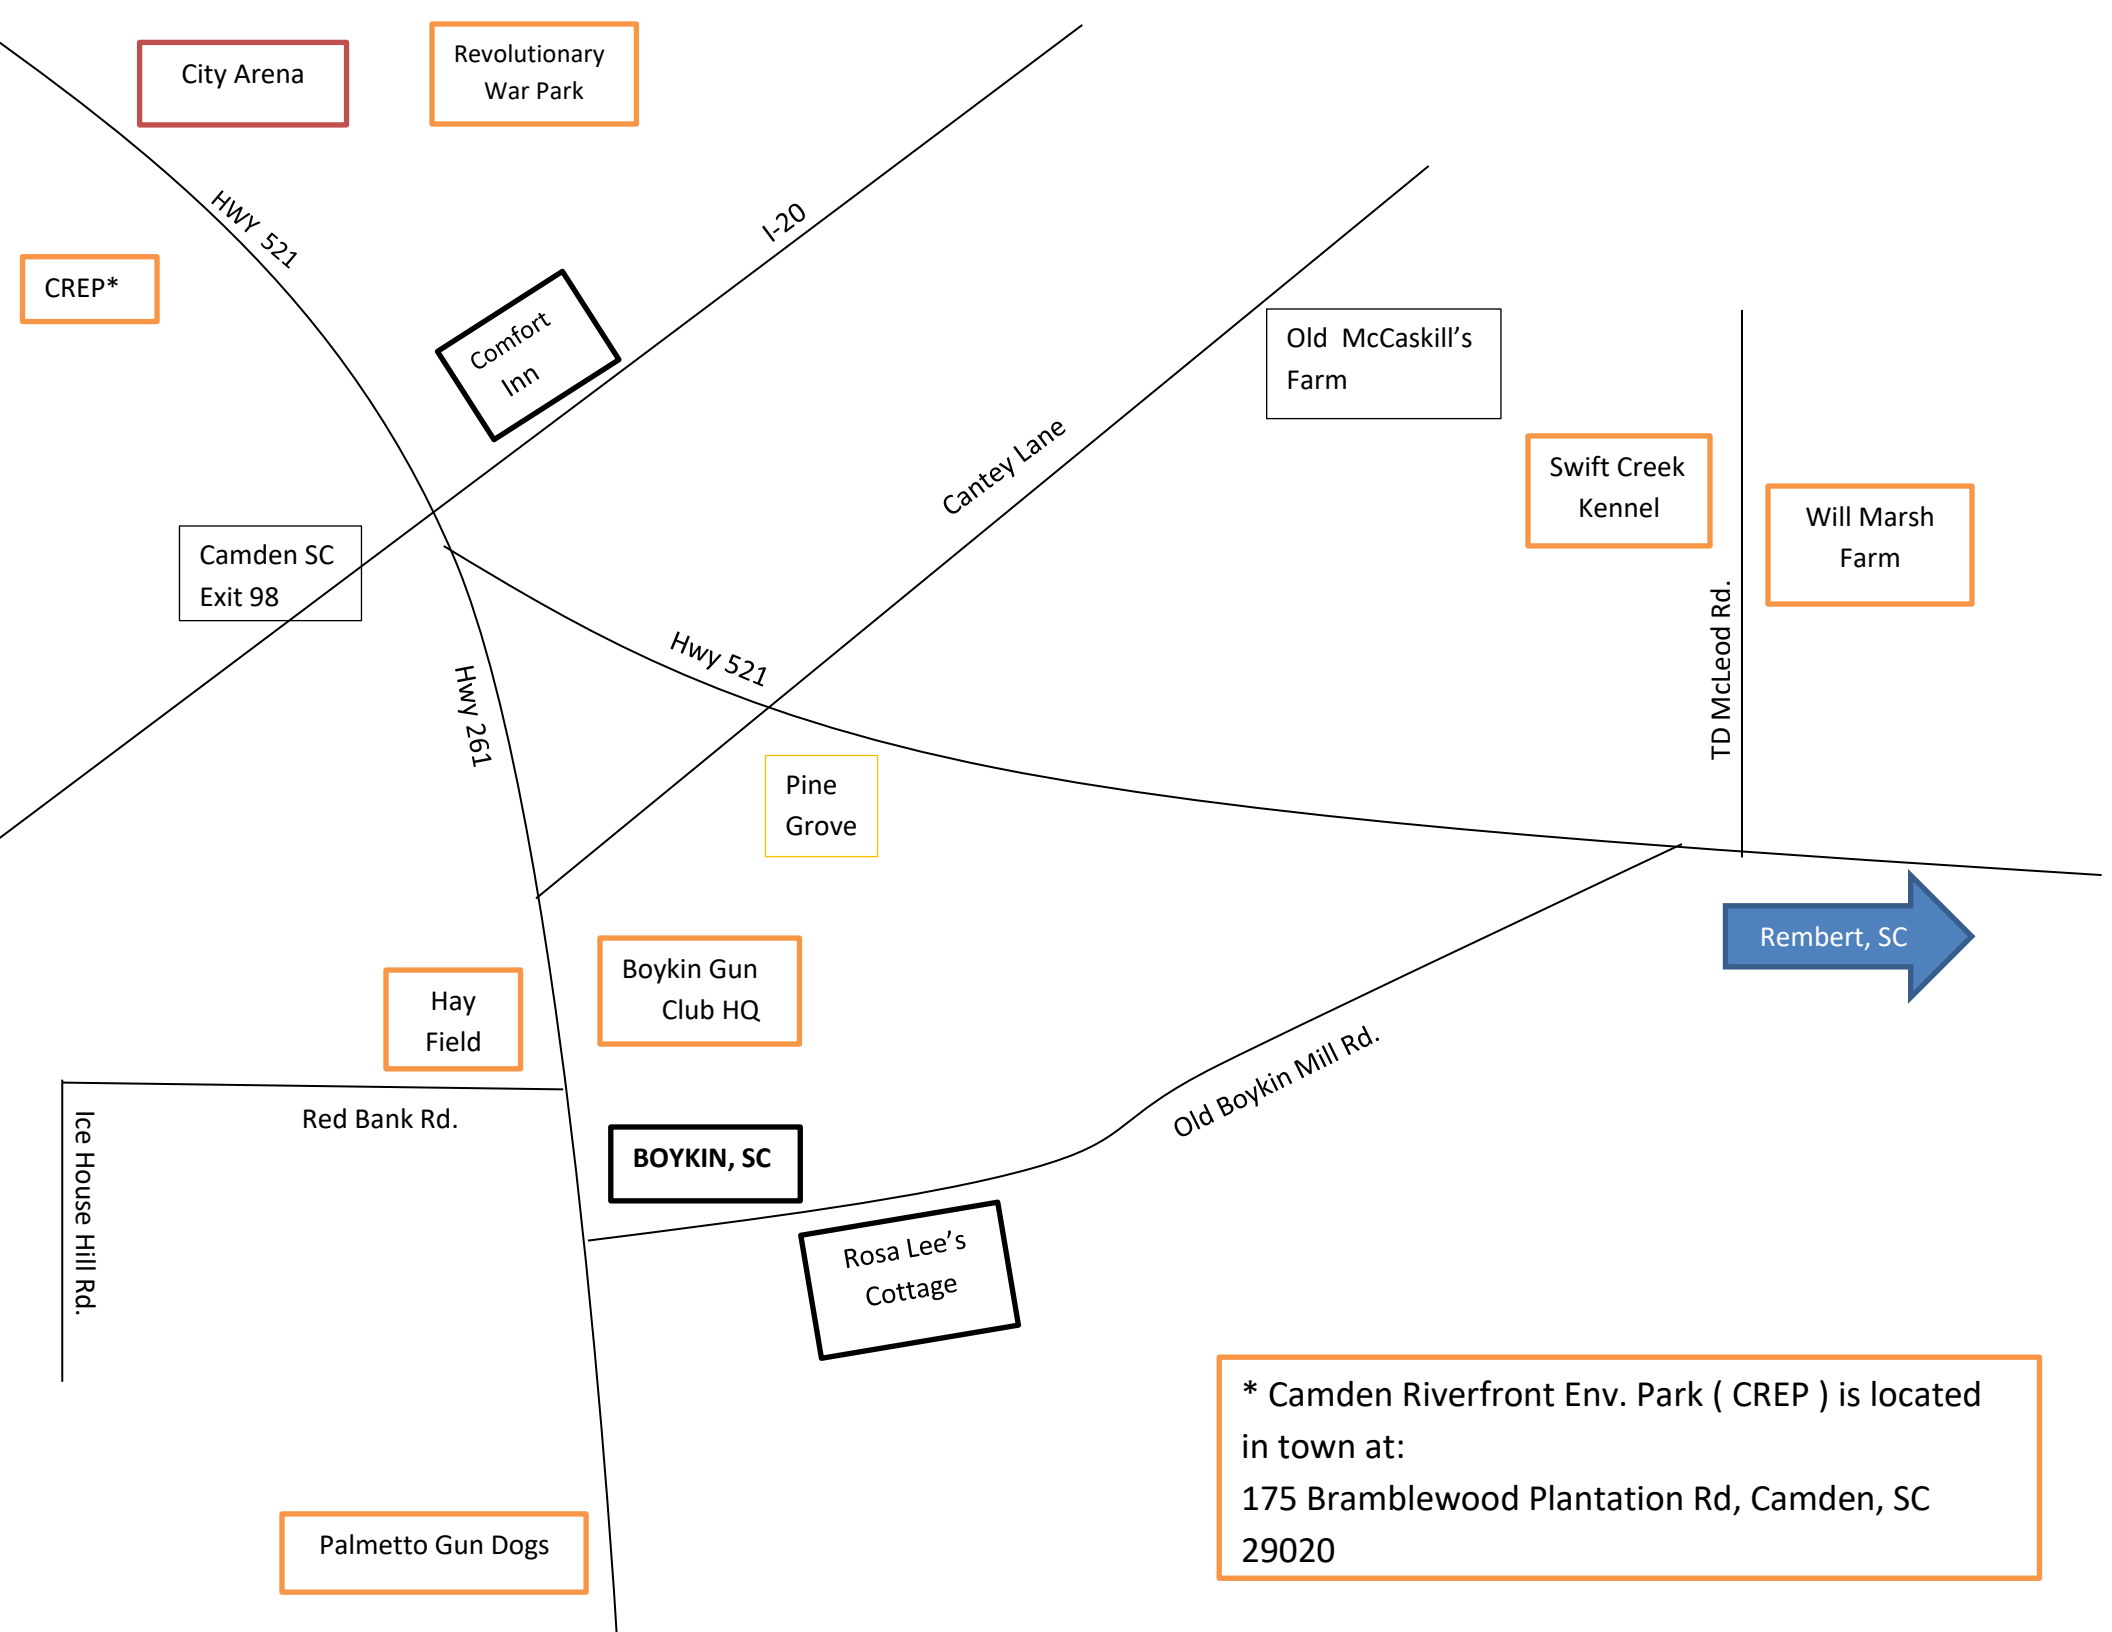 City Arena
Revolutionary
War Park
HWY 521
I-20
CREP*
Comfort
Inn
Old McCaskill’s
Farm
Cantey Lane
Swift Creek
Kennel
Will Marsh
Farm
Camden SC
Exit 98
Hwy 521
Hwy 261
TD McLeod Rd.
Pine
Grove
Rembert, SC
Boykin Gun
Club HQ
Hay
Field
Old Boykin Mill Rd.
Red Bank Rd.
Ice House Hill Rd.
BOYKIN, SC
Rosa Lee’s
Cottage
* Camden Riverfront Env. Park ( CREP ) is located
in town at:
175 Bramblewood Plantation Rd, Camden, SC
29020
Palmetto Gun Dogs